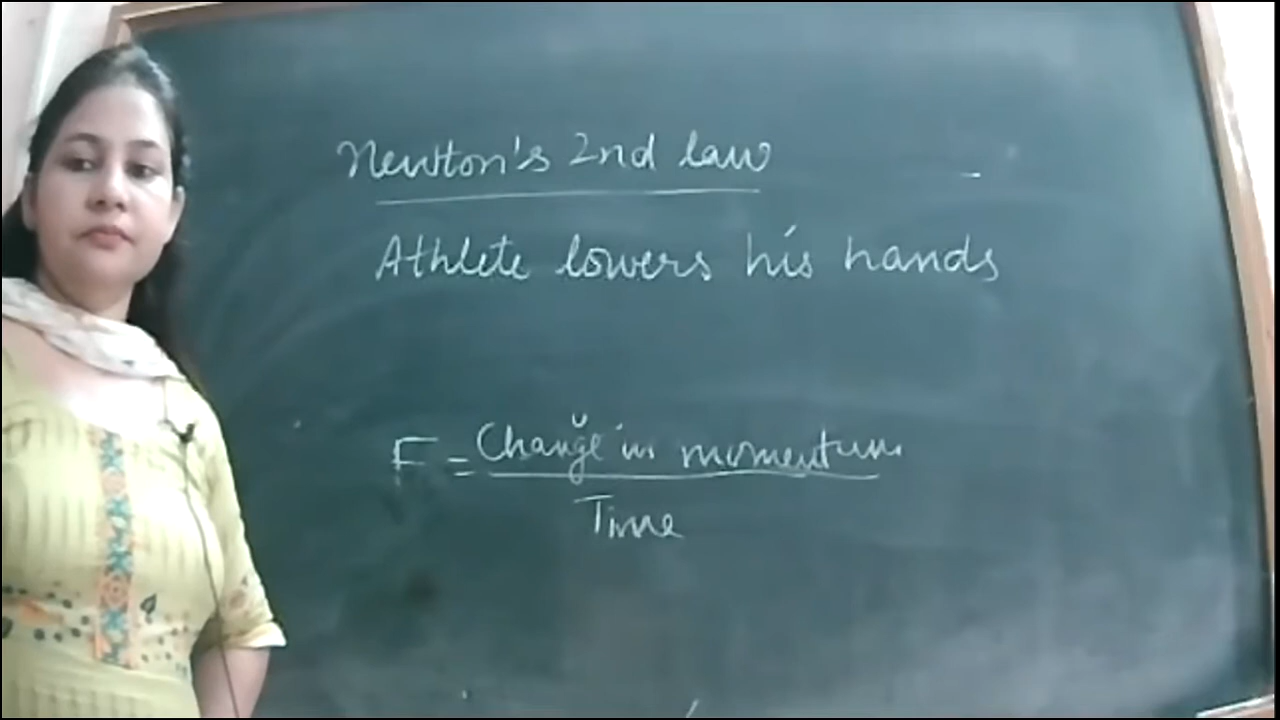 Newton's 2nd law
Athlete lowers his hands
F = Change in momentum
Time